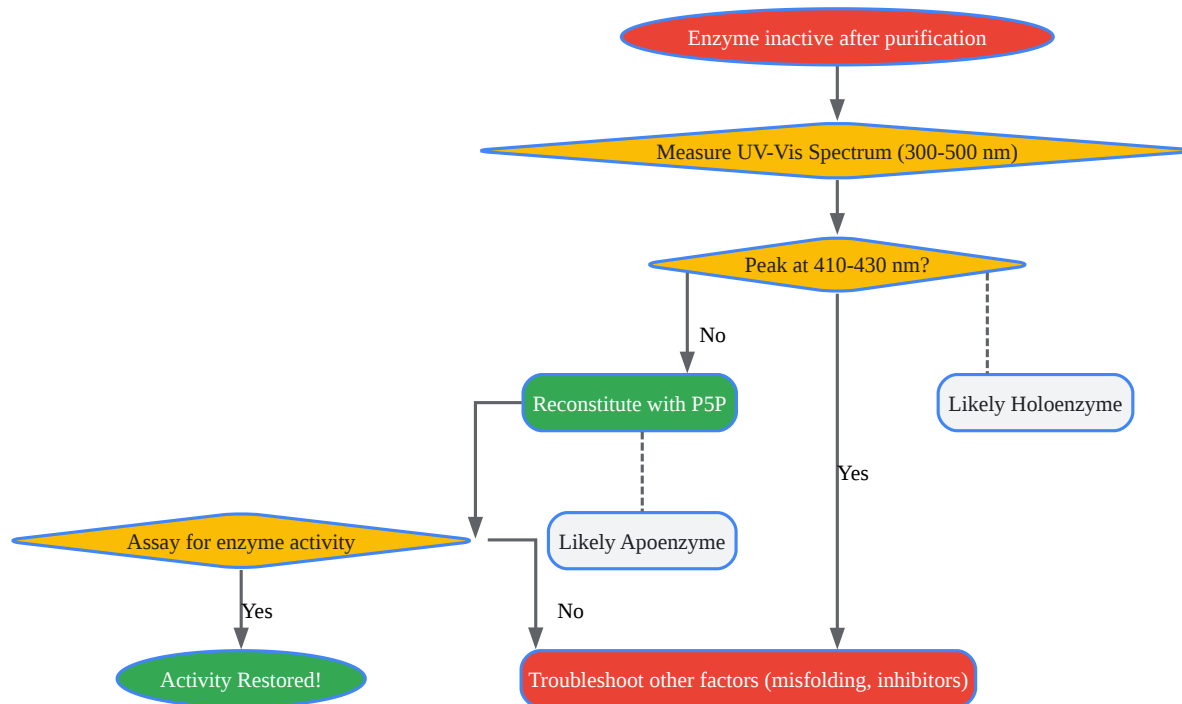 Enzyme inactive after purification
Measure UV-Vis Spectrum (300-500 nm)
Peak at 410-430 nm?
No
Reconstitute with P5P
Likely Holoenzyme
Yes
Assay for enzyme activity
Likely Apoenzyme
Yes
No
Activity Restored!
Troubleshoot other factors (misfolding, inhibitors)